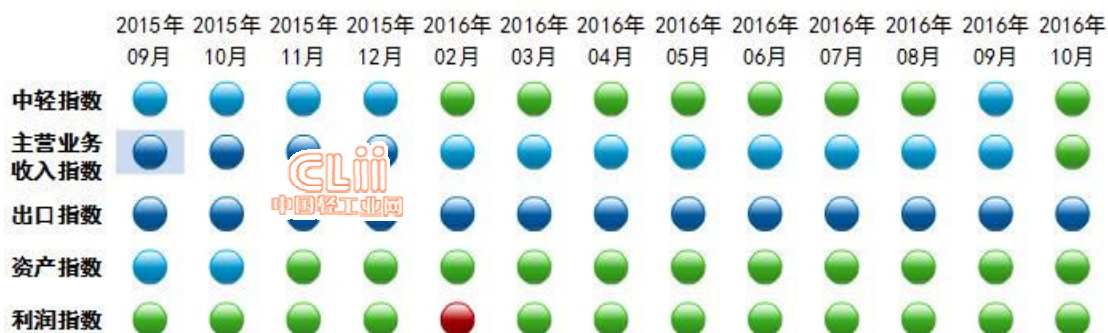 2015年 2015年 2015年 2015年 2016年 2016年 2016年 2016年 2016年 2016年 2016年 2016年 2016年
09月 10月 11月 12月 02月 03月 04月 05月 06月 07月 08月 09月 10月
中轻指数
主营业务
收入指数
CLiii
中国轻工业网
出口指数
资产指数
利润指数